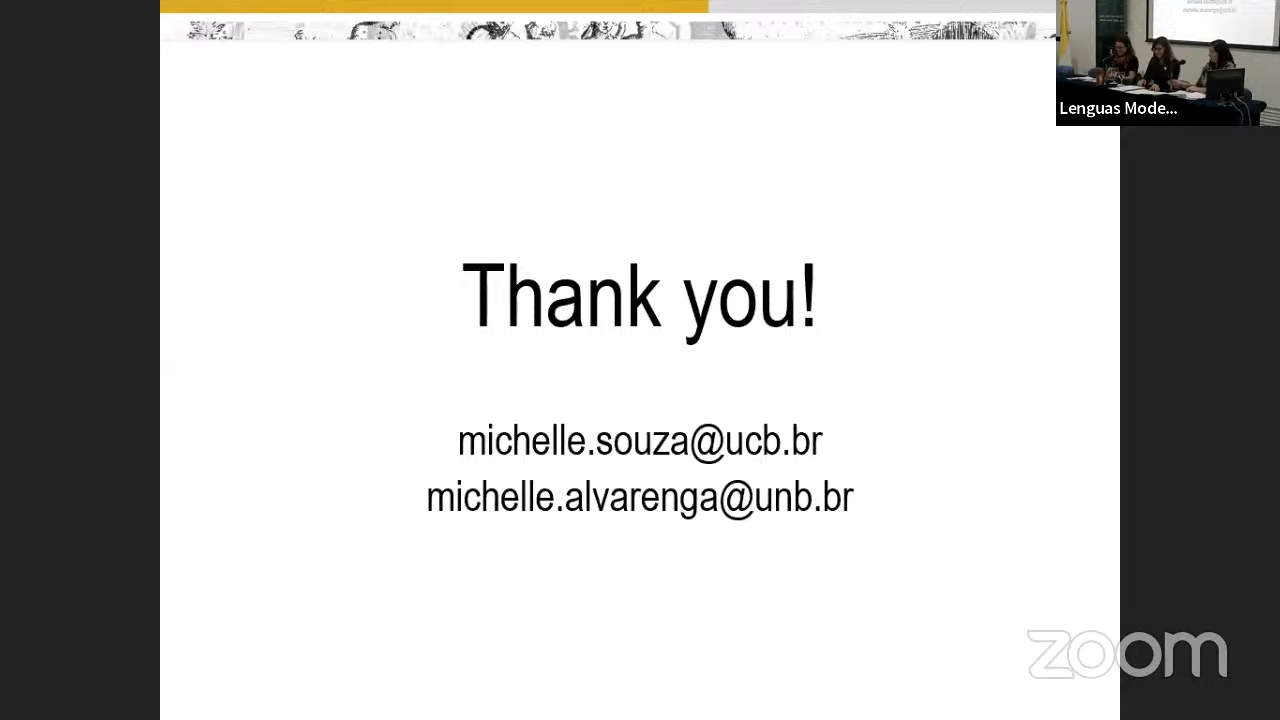 Lenguas Mode...
Thank you!
michelle.souza@ucb.br
michelle.alvarenga@unb.br
zoom